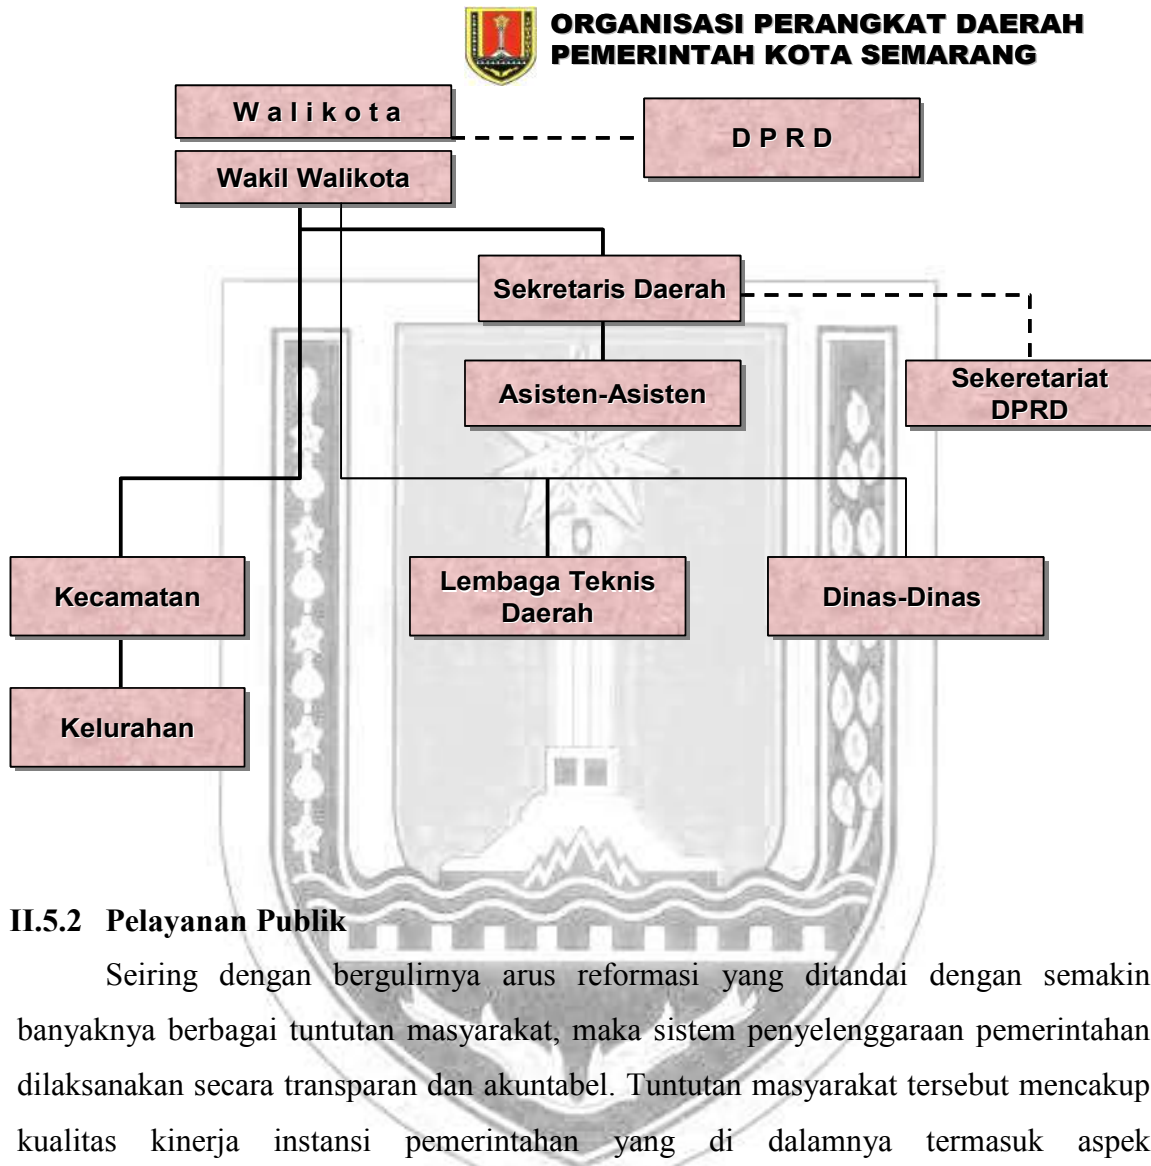 ORGANISASI PERANGKAT DAERAH
PEMERINTAH KOTA SEMARANG
W a l i k o t a
D P R D
Wakil Walikota
Sekretaris Daerah
Asisten-Asisten
Sekeretariat
DPRD
Kecamatan
Lembaga Teknis
Daerah
Dinas-Dinas
Kelurahan
II.5.2 Pelayanan Publik
Seiring dengan bergulirnya arus reformasi yang ditandai dengan semakin
banyaknya berbagai tuntutan masyarakat, maka sistem penyelenggaraan pemerintahan
dilaksanakan secara transparan dan akuntabel. Tuntutan masyarakat tersebut mencakup
kualitas kinerja instansi pemerintahan yang di dalamnya termasuk aspek